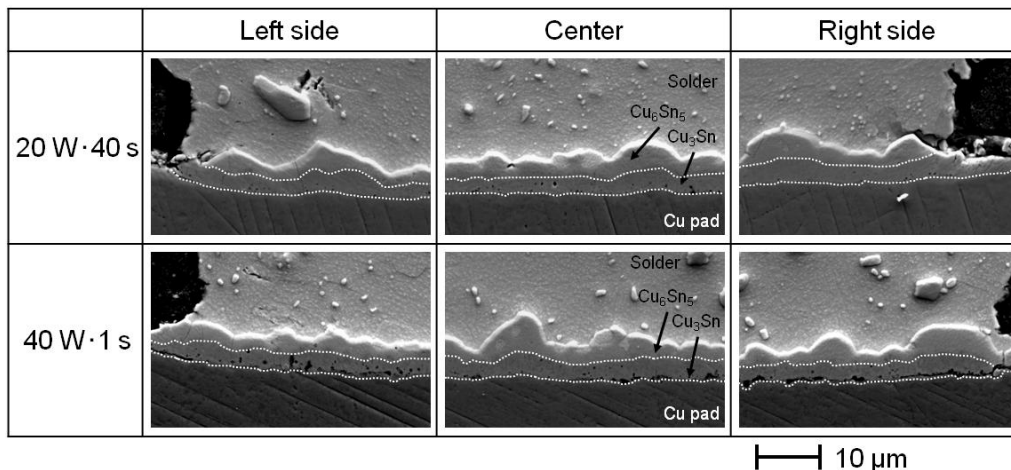 Left side
Center
Right side
20 W·40 s
Solder
Cu₆Sn₅
Cu₃Sn
Cu pad
40 W·1 s
Solder
Cu₆Sn₅
Cu₃Sn
Cu pad
10 µm